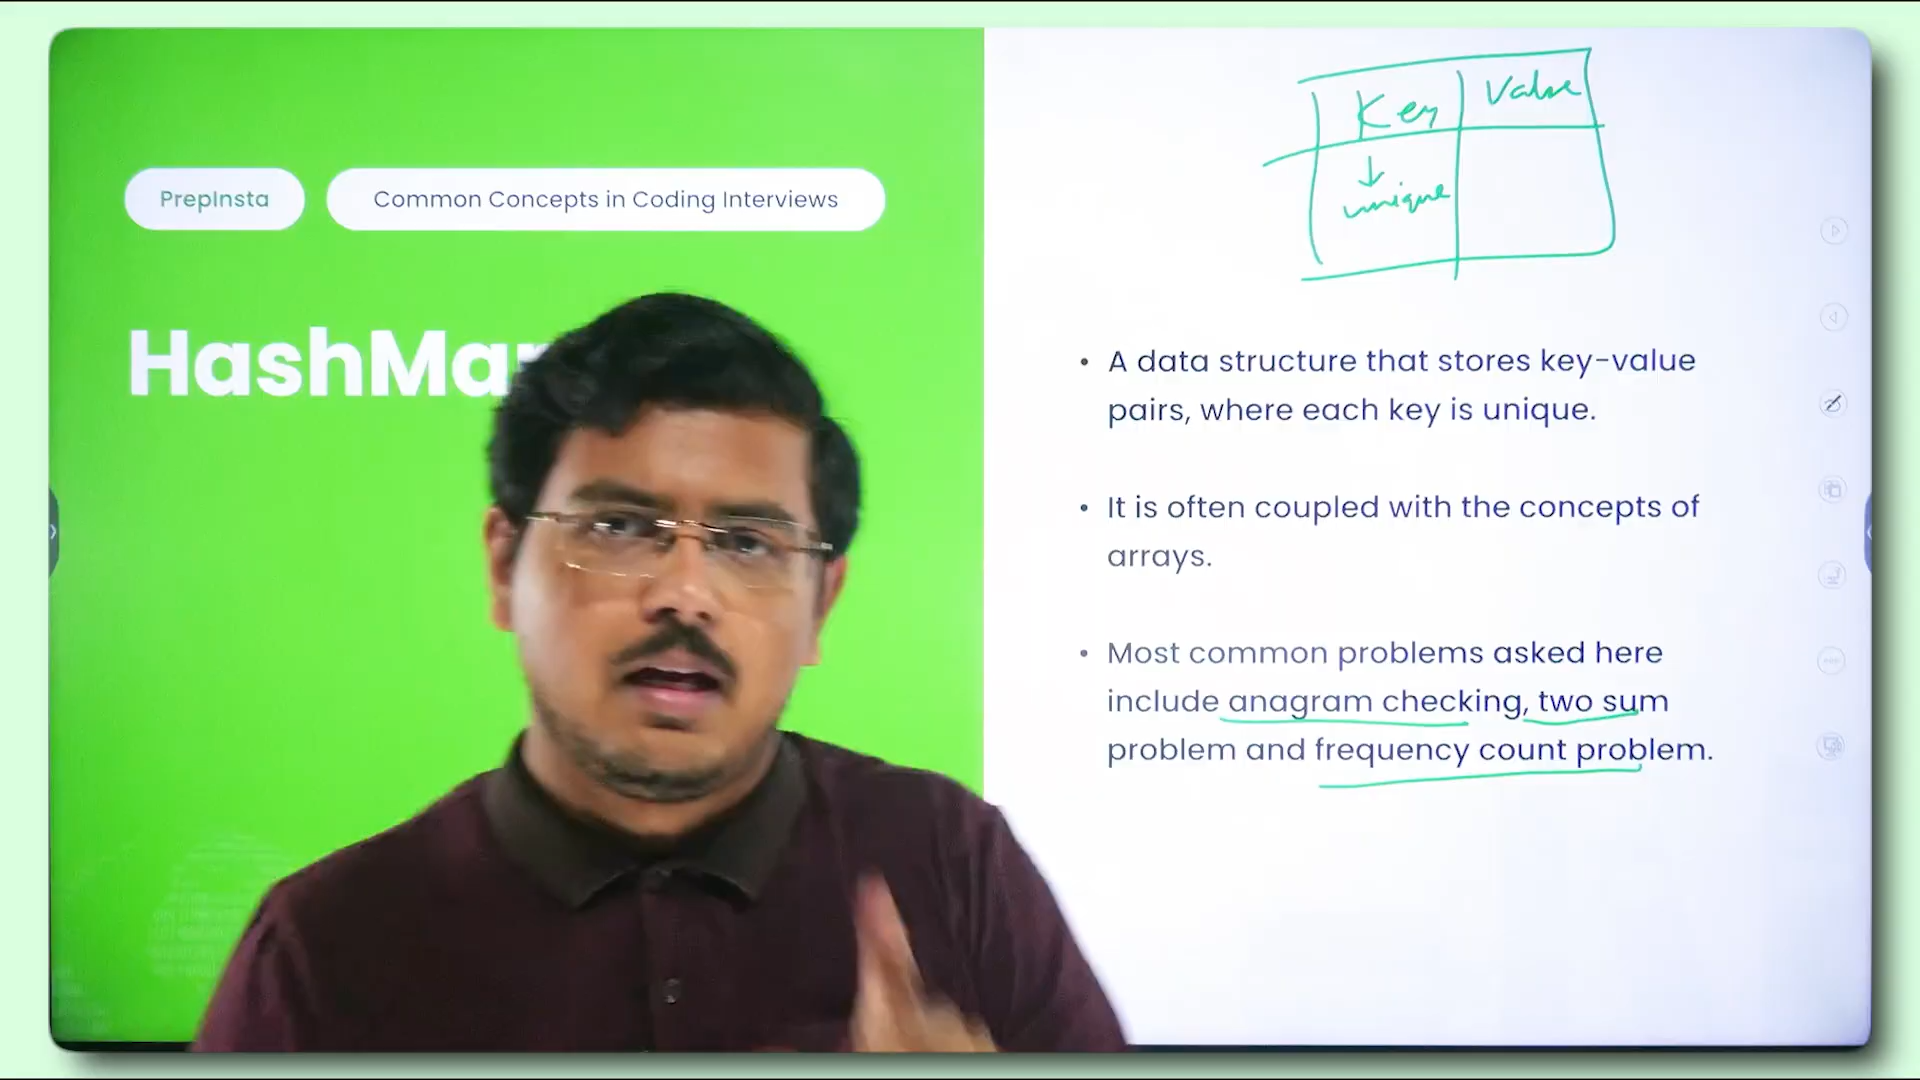 PrepInsta
Common Concepts in Coding Interviews
HashMap
Key
Value
unique
• A data structure that stores key-value
pairs, where each key is unique.
• It is often coupled with the concepts of
arrays.
• Most common problems asked here
include anagram checking, two sum
problem and frequency count problem.